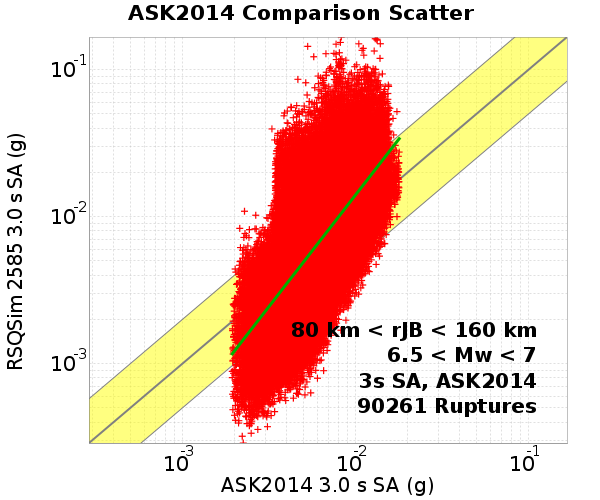 ASK2014 Comparison Scatter
RSQSim 2585 3.0 s SA (g)
10-1
10-2
10-3
80 km < rJB < 160 km
6.5 < Mw < 7
3s SA, ASK2014
90261 Ruptures
10-3 10-2 10-1
ASK2014 3.0 s SA (g)